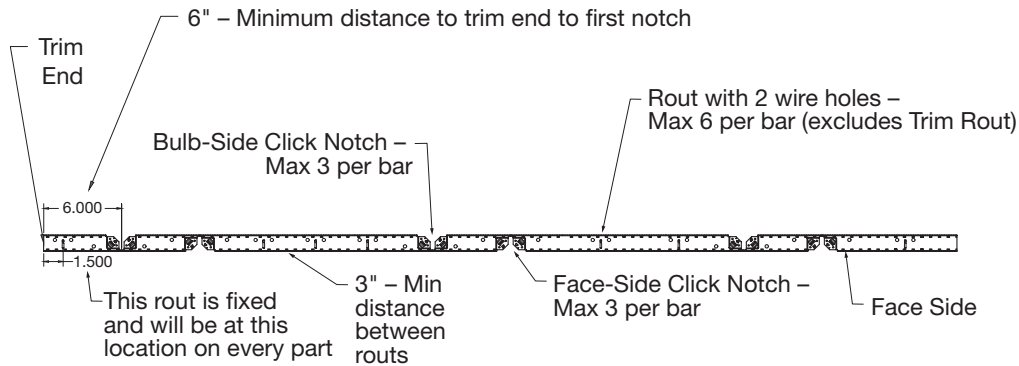 6" – Minimum distance to trim end to first notch
Trim
End
Rout with 2 wire holes –
Max 6 per bar (excludes Trim Rout)
Bulb-Side Click Notch –
Max 3 per bar
6.000
1.500
This rout is fixed
and will be at this
location on every part
3" – Min
distance
between
routs
Face-Side Click Notch –
Max 3 per bar
Face Side